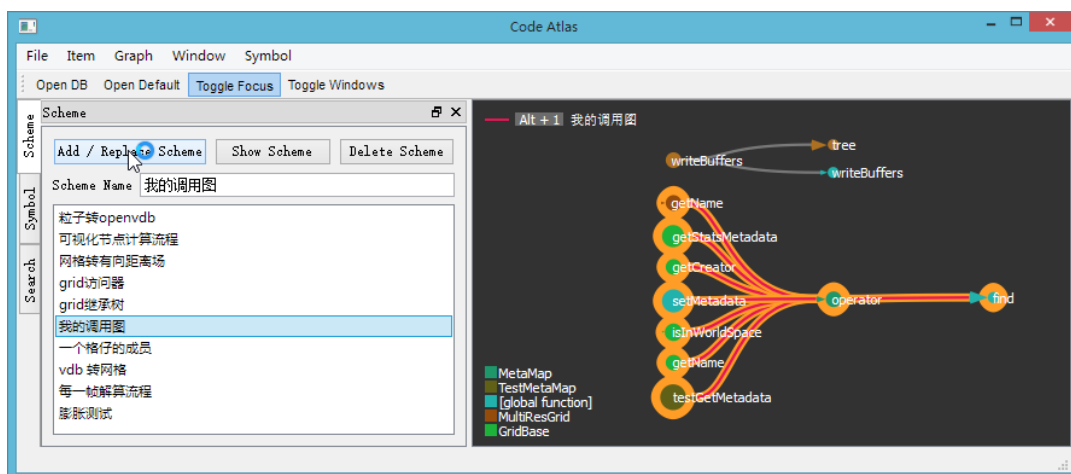 Code Atlas
File Item Graph Window Symbol
Open DB Open Default Toggle Focus Toggle Windows
Scheme
Symbol
Search
Scheme
Add / Replace Scheme Show Scheme Delete Scheme
Scheme Name 我的调用图
粒子转openvdb
可视化节点计算流程
网格转有向距离场
grid访问器
grid继承树
我的调用图
一个格仔的成员
vdb 转网格
每一帧解算流程
膨胀测试
Alt + 1 我的调用图
tree
writeBuffers
writeBuffers
getName
getStatsMetadata
getCreator
setMetadata
operator
find
isInWorldSpace
getName
testGetMetadata
MetaMap
TestMetaMap
[global function]
MultiResGrid
GridBase